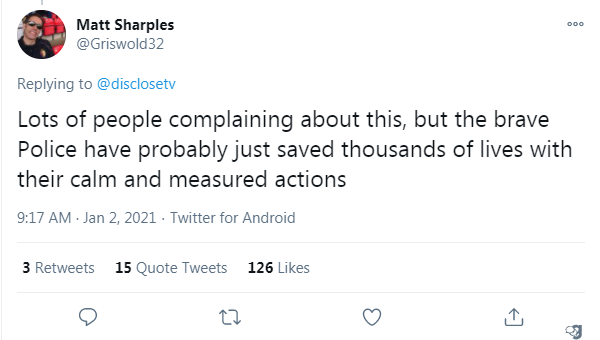 Matt Sharples
@Griswold32
Replying to @disclosetv
Lots of people complaining about this, but the brave
Police have probably just saved thousands of lives with
their calm and measured actions
9:17 AM · Jan 2, 2021 · Twitter for Android
3 Retweets 15 Quote Tweets 126 Likes